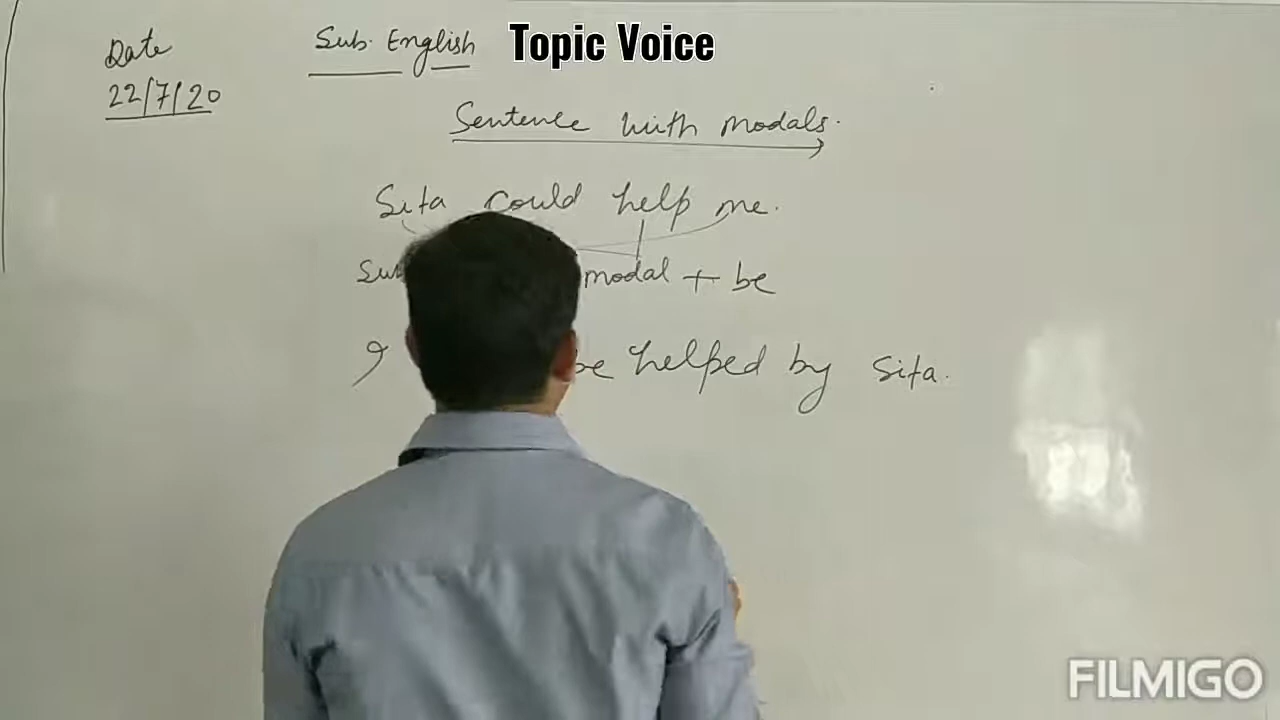 Date
22/7/20
Sub. English
Topic Voice
Sentence with modals.
Sita could help me.
modal + be
I be helped by Sita.
FILMIGO